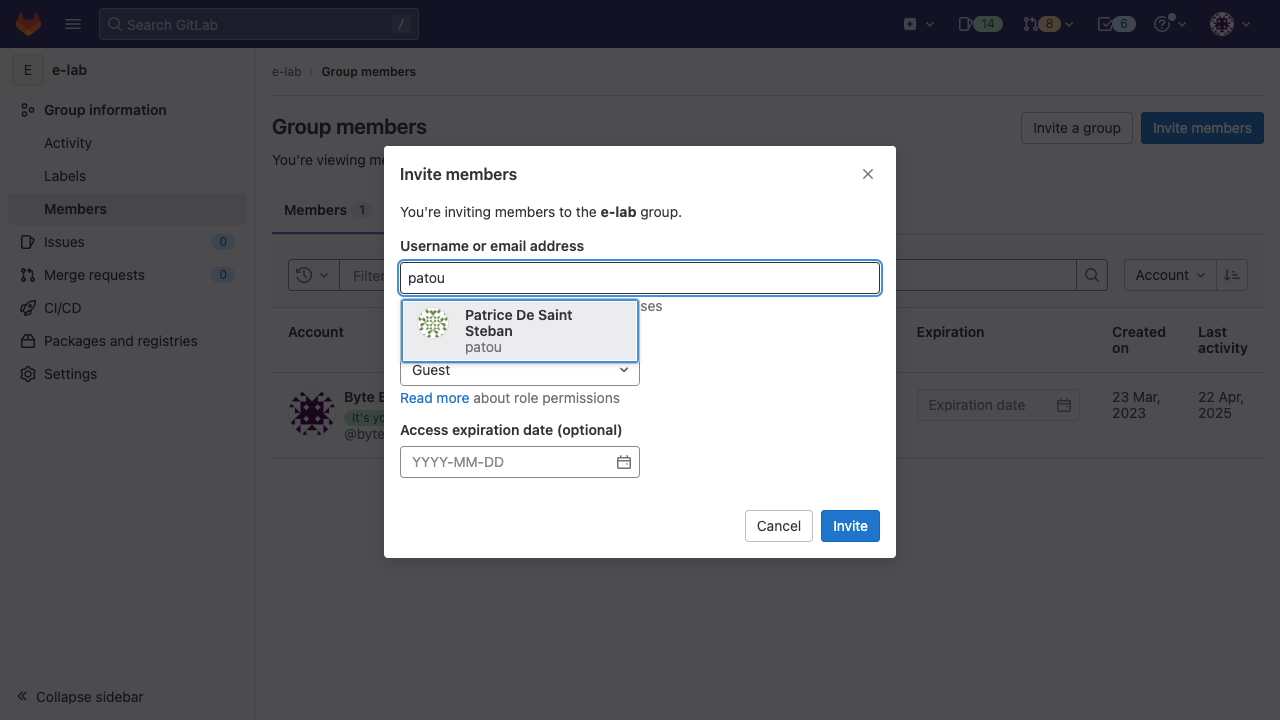 Search GitLab
/
14
8
6
E
e-lab
Group information
Activity
Labels
Members
Issues
0
Merge requests
0
CI/CD
Packages and registries
Settings
Collapse sidebar
e-lab
Group members
Group members
Invite a group
Invite members
You're viewing me
Members 1
Filter
Account
Account
Expiration
Created
on
Last
activity
Byte B
It's yo
@byte
Expiration date
23 Mar,
2023
22 Apr,
2025
Invite members
You're inviting members to the e-lab group.
Username or email address
patou
ses
Patrice De Saint
Steban
patou
Guest
Read more about role permissions
Access expiration date (optional)
YYYY-MM-DD
Cancel
Invite